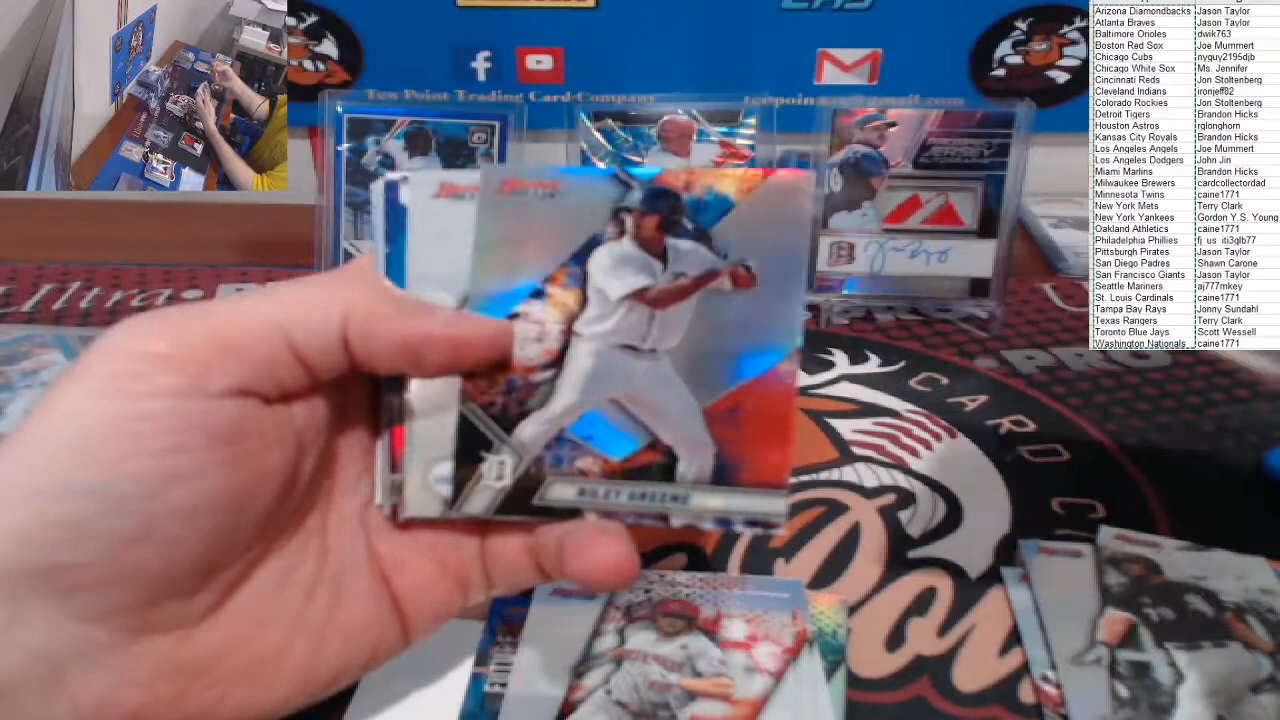 Ten Point Trading Card Company
Arizona Diamondbacks Jason Taylor
Atlanta Braves Jason Taylor
Baltimore Orioles dwik763
Boston Red Sox Joe Mummert
Chicago Cubs nyguy2195djb
Chicago White Sox Ms. Jennifer
Cincinnati Reds Jon Stoltenberg
Cleveland Indians ironjeff82
Colorado Rockies Jon Stoltenberg
Detroit Tigers Brandon Hicks
Houston Astros rglonghorn
Kansas City Royals Brandon Hicks
Los Angeles Angels Joe Mummert
Los Angeles Dodgers John Jin
Miami Marlins Brandon Hicks
Milwaukee Brewers cardcollectordad
Minnesota Twins caine1771
New York Mets Terry Clark
New York Yankees Gordon Y.S. Young
Oakland Athletics caine1771
Philadelphia Phillies fj_us_iti3glb77
Pittsburgh Pirates Jason Taylor
San Diego Padres Shawn Carone
San Francisco Giants Jason Taylor
Seattle Mariners aj777mkey
St. Louis Cardinals caine1771
Tampa Bay Rays Jonny Sundahl
Texas Rangers Terry Clark
Toronto Blue Jays Scott Wessell
Washington Nationals caine1771
Ultra PRO
RILEY GREENE
CARD